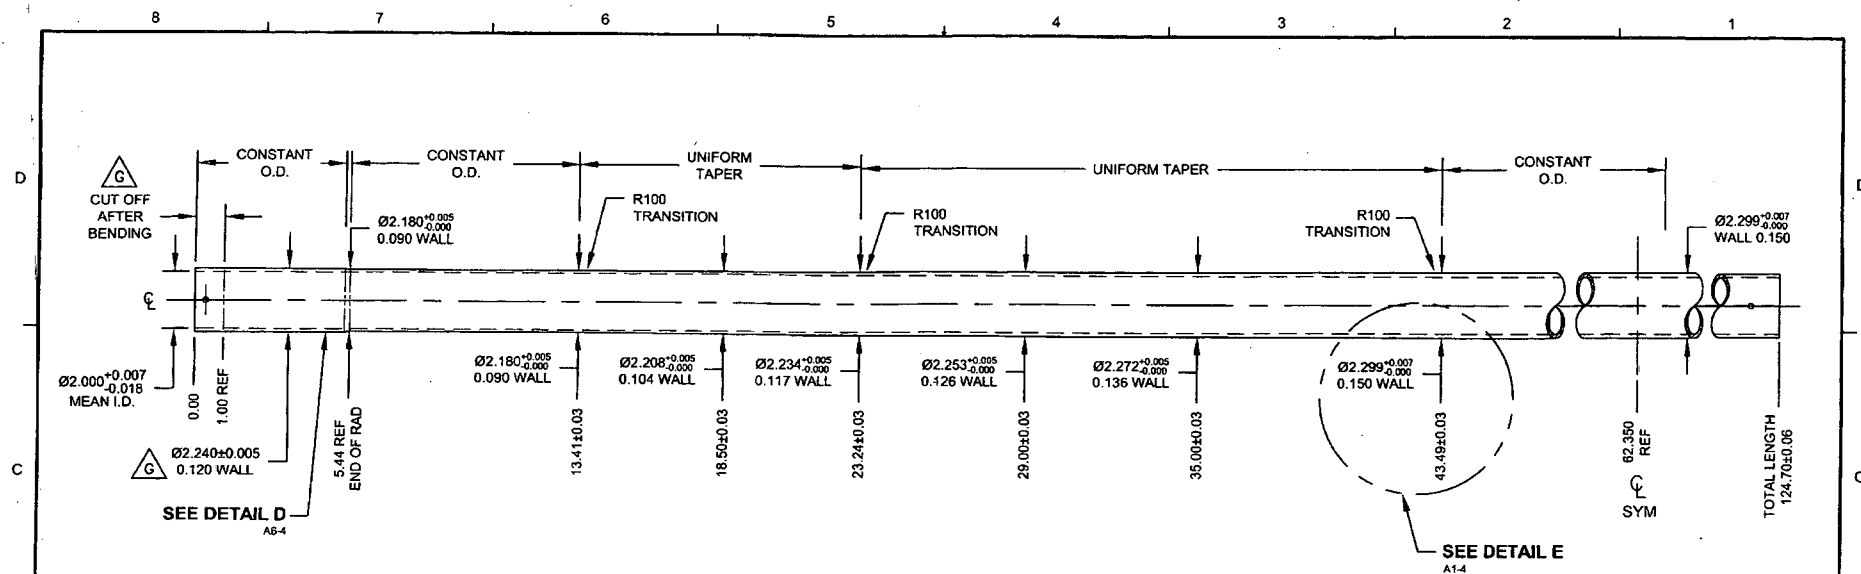 8 7 6 5 4 3 2 1
D
CONSTANT
O.D.
CONSTANT
O.D.
UNIFORM
TAPER
UNIFORM TAPER
CONSTANT
O.D.
G
CUT OFF
AFTER
BENDING
Ø2.180+0.005
-0.000
0.090 WALL
R100
TRANSITION
R100
TRANSITION
R100
TRANSITION
Ø2.299+0.007
-0.000
WALL 0.150
℄
Ø2.000+0.007
-0.018
MEAN I.D.
0.00
1.00 REF
G
Ø2.240±0.005
0.120 WALL
5.44 REF
END OF RAD
Ø2.180+0.005
-0.000
0.090 WALL
13.41±0.03
Ø2.208+0.005
-0.000
0.104 WALL
18.50±0.03
Ø2.234+0.005
-0.000
0.117 WALL
23.24±0.03
Ø2.253+0.005
-0.000
0.126 WALL
29.00±0.03
Ø2.272+0.005
-0.000
0.136 WALL
35.00±0.03
Ø2.299+0.007
-0.000
0.150 WALL
43.49±0.03
62.350
REF
℄
SYM
TOTAL LENGTH
124.70±0.06
C
SEE DETAIL D
A6-4
SEE DETAIL E
A1-4